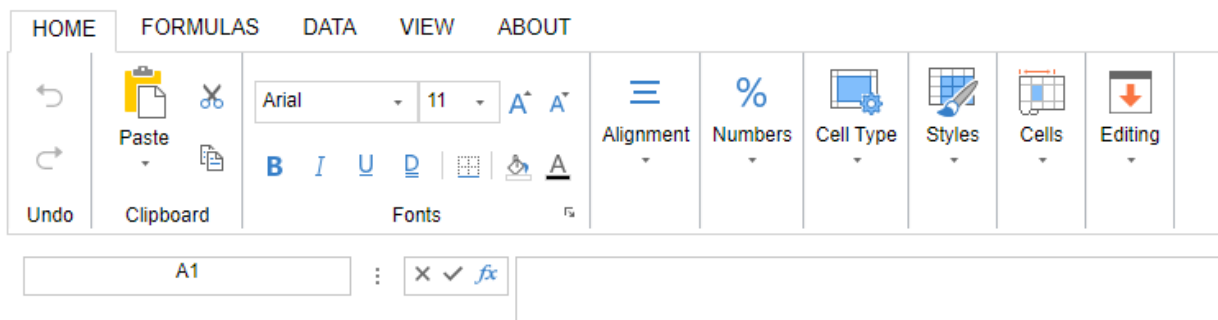 HOME FORMULAS DATA VIEW ABOUT
Arial 11 A A
Paste Alignment Numbers Cell Type Styles Cells Editing
%
B I U D A
Undo Clipboard Fonts
A1 fx